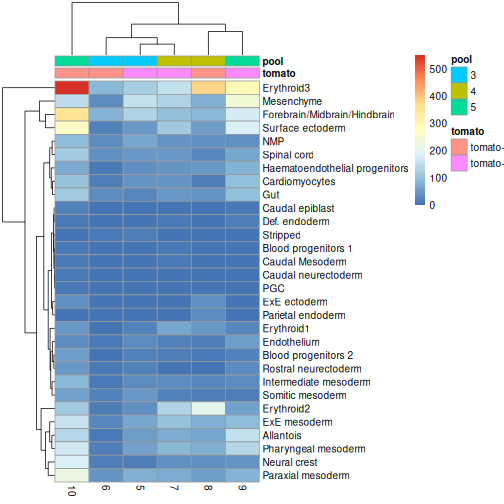 pool
tomato
Erythroid3
Mesenchyme
Forebrain/Midbrain/Hindbrain
Surface ectoderm
NMP
Spinal cord
Haematoendothelial progenitors
Cardiomyocytes
Gut
Caudal epiblast
Def. endoderm
Stripped
Blood progenitors 1
Caudal Mesoderm
Caudal neurectoderm
PGC
ExE ectoderm
Parietal endoderm
Erythroid1
Endothelium
Blood progenitors 2
Rostral neurectoderm
Intermediate mesoderm
Somitic mesoderm
Erythroid2
ExE mesoderm
Allantois
Pharyngeal mesoderm
Neural crest
Paraxial mesoderm
10 6 5 7 8 9
500
400
300
200
100
0
pool
3
4
5
tomato
tomato-
tomato-